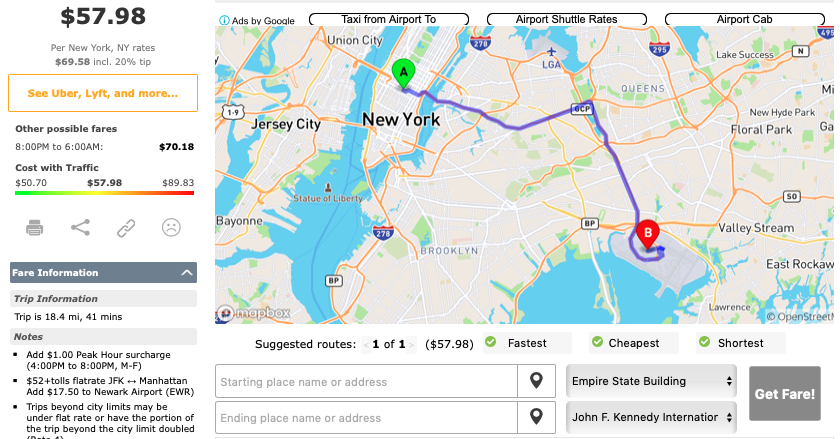 $57.98
Per New York, NY rates
$69.58 incl. 20% tip
See Uber, Lyft, and more...
Other possible fares
8:00PM to 6:00AM: $70.18
Cost with Traffic
$50.70 $57.98 $89.83
Fare Information
Trip Information
Trip is 18.4 mi, 41 mins
Notes
Add $1.00 Peak Hour surcharge
(4:00PM to 8:00PM, M-F)
$52+tolls flatrate JFK ↔ Manhattan
Add $17.50 to Newark Airport (EWR)
Trips beyond city limits may be
under flat rate or have the portion of
the trip beyond the city limit doubled
Ads by Google
Taxi from Airport To
Airport Shuttle Rates
Airport Cab
Union City
278
295
495
LGA
Lake Success
N
A
QUEENS
1-9
GCP
New York
Jersey City
New Hyde Park
Floral Park
Statue of Liberty
50
Bayonne
278
BP
B
Valley Stream
BROOKLYN
East Rockaw
BP
Lawrence
mapbox
© OpenStreetM
Suggested routes: < 1 of 1 > ($57.98) Fastest Cheapest Shortest
Starting place name or address
Empire State Building
Get Fare!
Ending place name or address
John F. Kennedy Internation